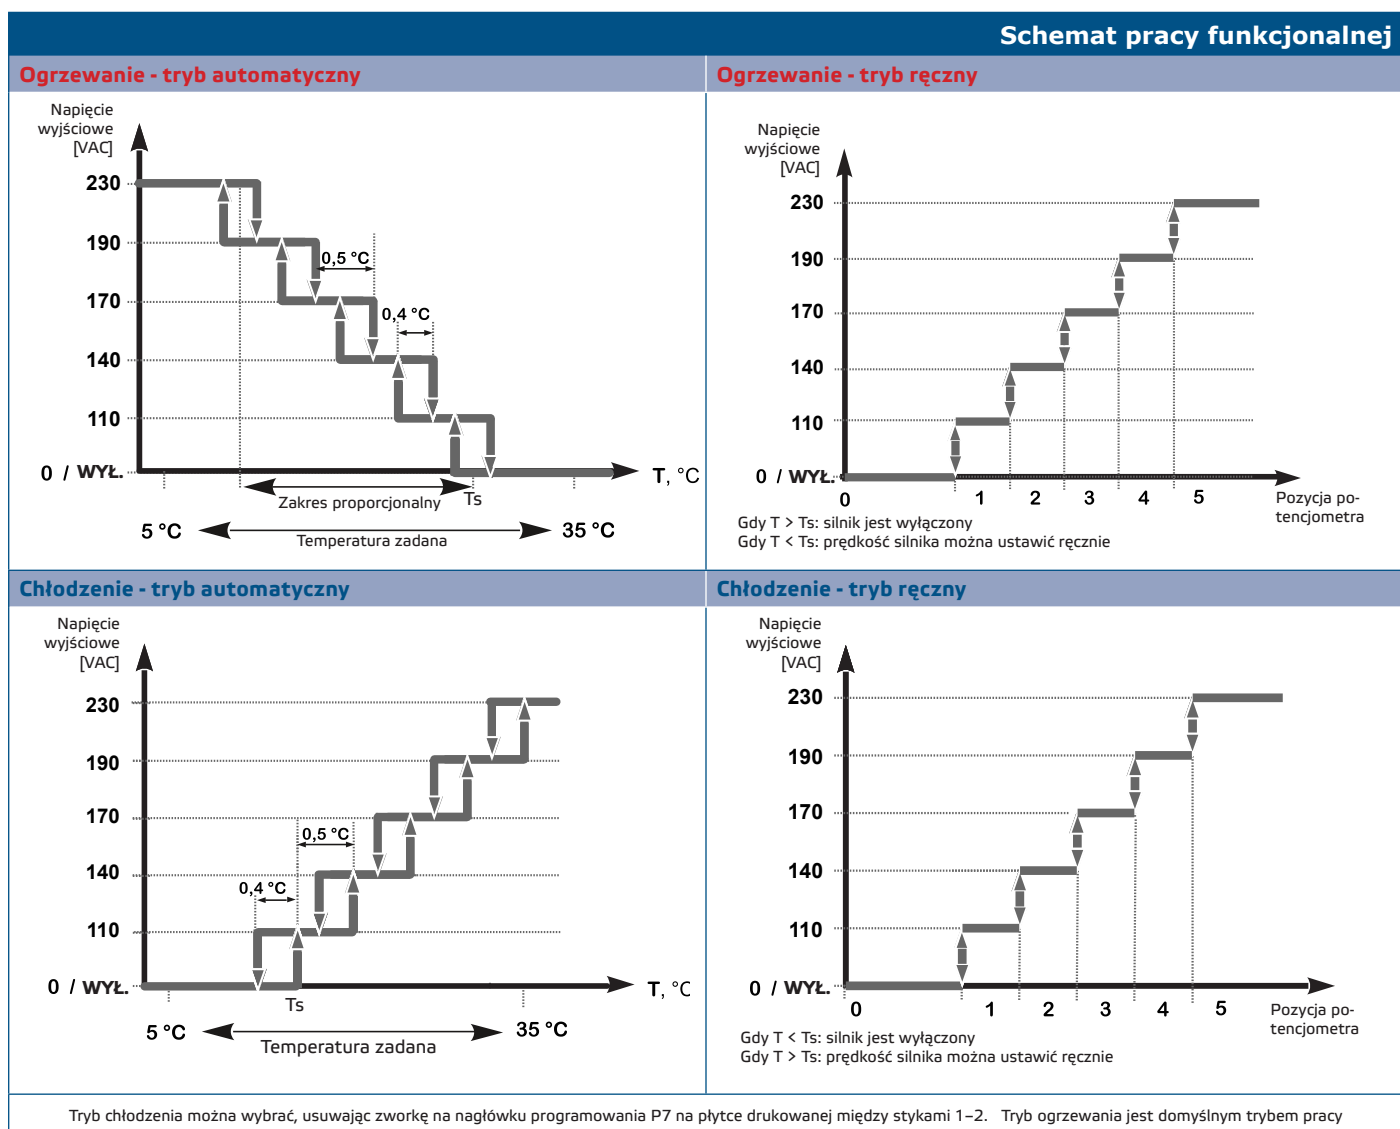 Schemat pracy funkcjonalnej
Ogrzewanie - tryb automatyczny
Napięcie
wyjściowe
[VAC]
230
190
0,5 °C
170
0,4 °C
140
110
0 / WYŁ.
T, °C
Zakres proporcjonalny
Ts
5 °C
Temperatura zadana
35 °C
Ogrzewanie - tryb ręczny
Napięcie
wyjściowe
[VAC]
230
190
170
140
110
0 / WYŁ.
0 1 2 3 4 5
Pozycja po-
tencjometra
Gdy T > Ts: silnik jest wyłączony
Gdy T < Ts: prędkość silnika można ustawić ręcznie
Chłodzenie - tryb automatyczny
Napięcie
wyjściowe
[VAC]
230
190
170
0,5 °C
140
0,4 °C
110
0 / WYŁ.
T, °C
Ts
5 °C
Temperatura zadana
35 °C
Chłodzenie - tryb ręczny
Napięcie
wyjściowe
[VAC]
230
190
170
140
110
0 / WYŁ.
0 1 2 3 4 5
Pozycja po-
tencjometra
Gdy T < Ts: silnik jest wyłączony
Gdy T > Ts: prędkość silnika można ustawić ręcznie
Tryb chłodzenia można wybrać, usuwając zworkę na nagłówku programowania P7 na płytce drukowanej między stykami 1–2. Tryb ogrzewania jest domyślnym trybem pracy